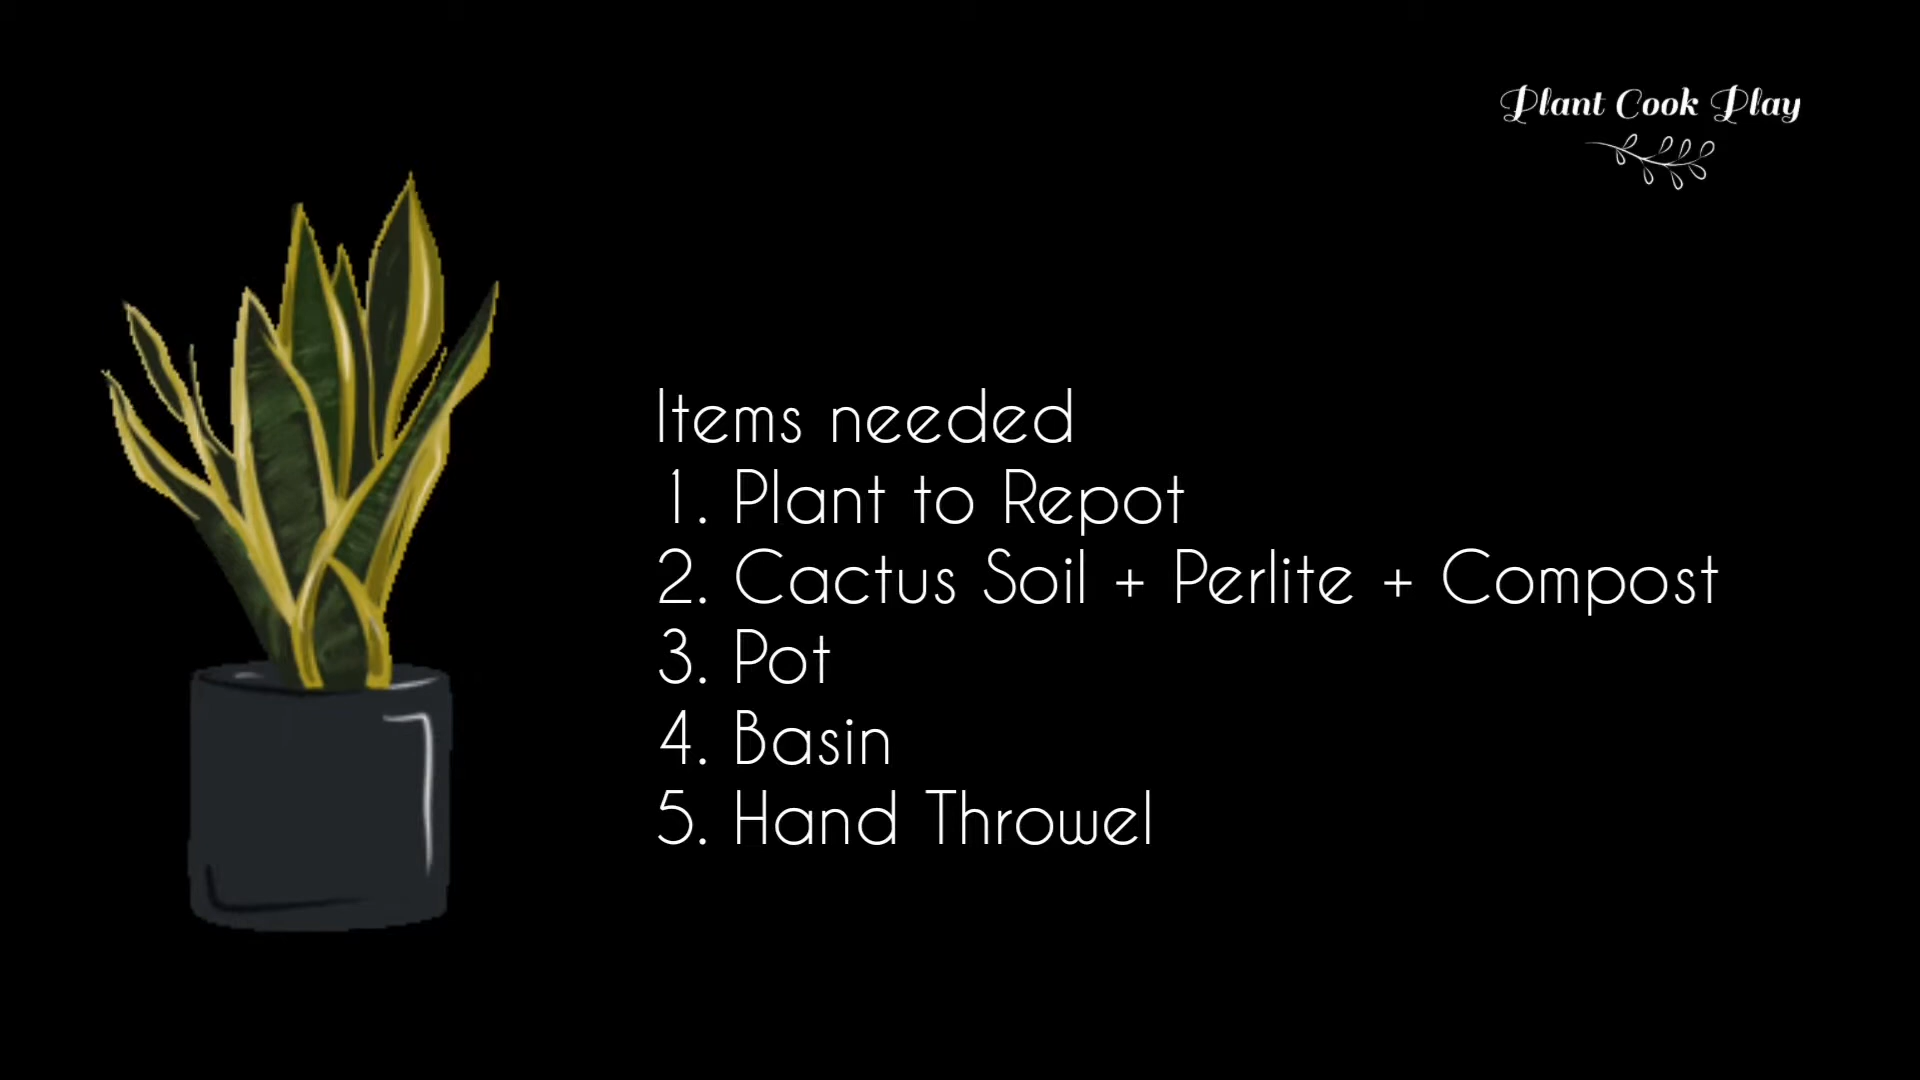 Plant Cook Play
Items needed
1. Plant to Repot
2. Cactus Soil + Perlite + Compost
3. Pot
4. Basin
5. Hand Throwel